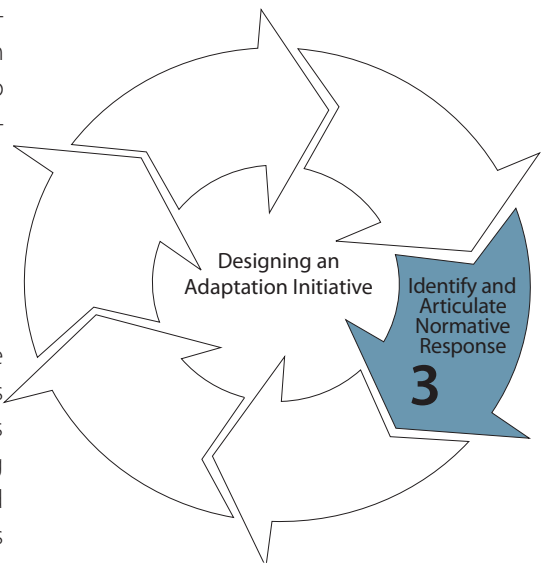 Designing an
Adaptation Initiative
Identify and
Articulate
Normative
Response
3